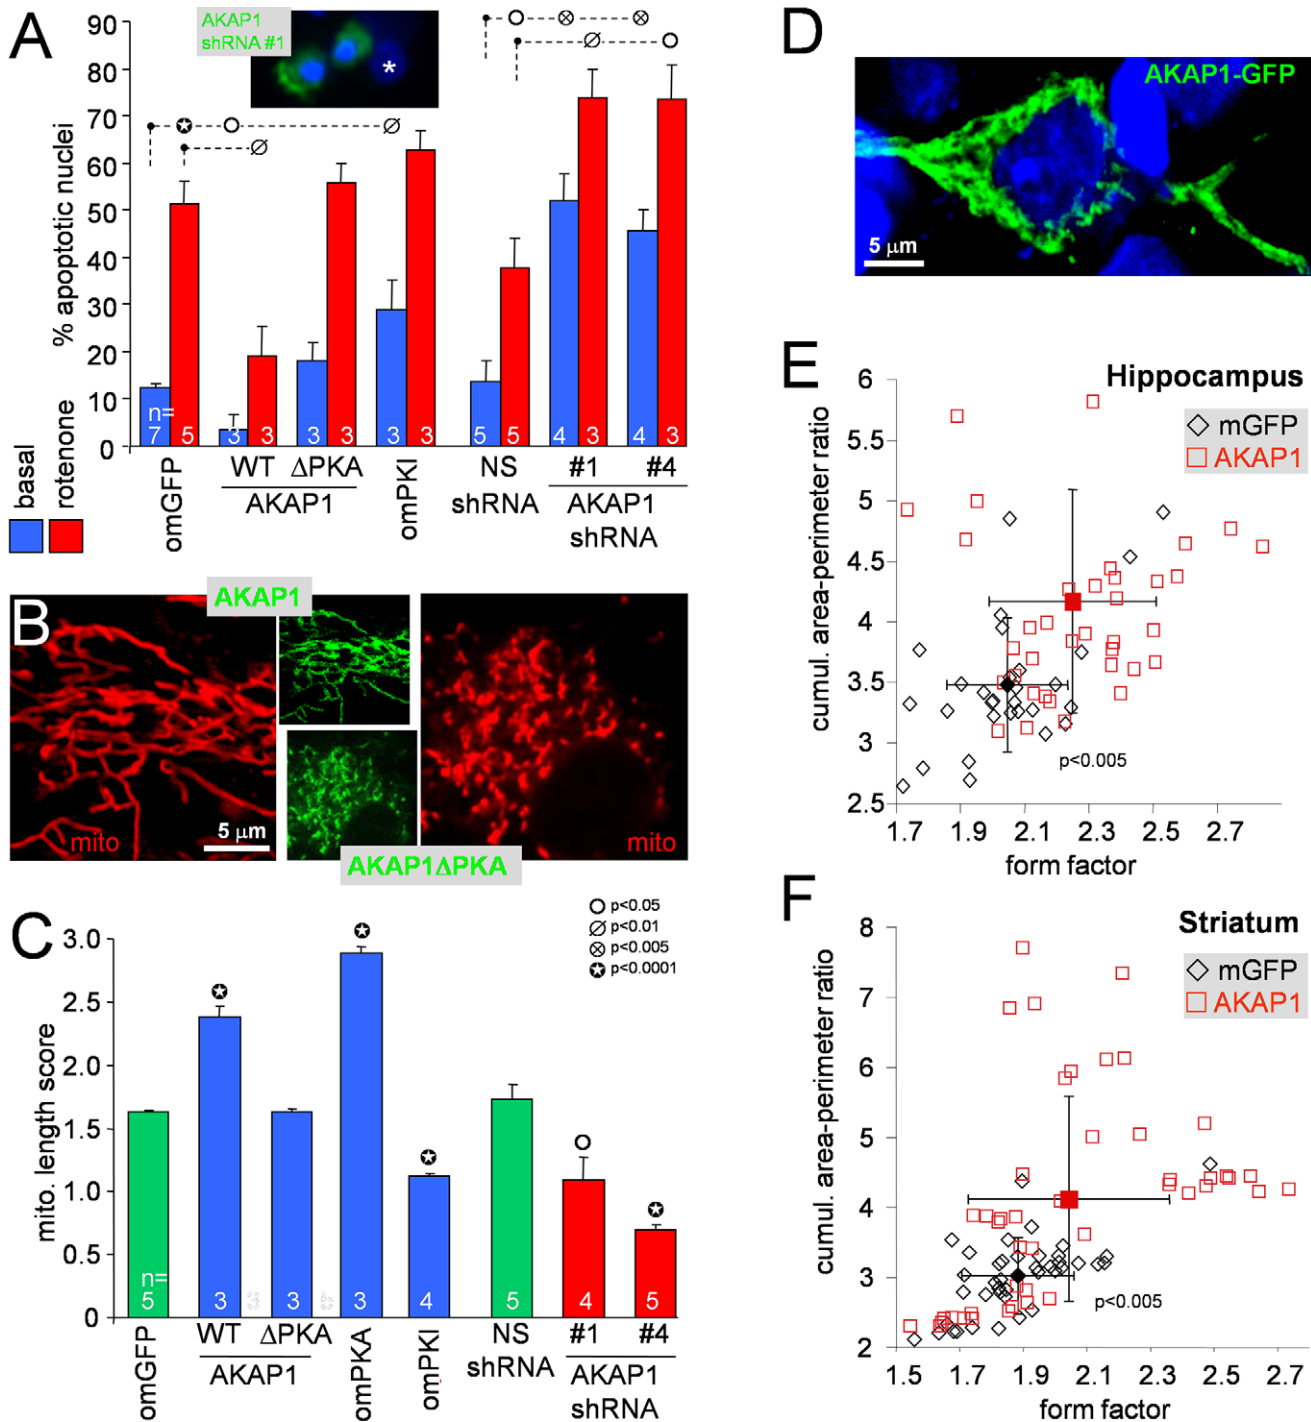 A
AKAP1
shRNA #1
*
% apoptotic nuclei
90
80
70
60
50
40
30
20
10
0
n=
7 5 3 3 3 3 3 3 5 5 4 3 4 3
omGFP WT ΔPKA omPKI NS #1 #4
AKAP1 shRNA AKAP1
shRNA
basal
rotenone
B
AKAP1
mito
5 µm
mito
AKAP1ΔPKA
C
p<0.05
p<0.01
p<0.005
p<0.0001
mito. length score
3.0
2.5
2.0
1.5
1.0
0.5
0
n=
5 3 3 3 5 3 4 5 4 5
omGFP WT ΔPKA omPKA omPKI NS #1 #4
AKAP1 shRNA AKAP1
shRNA
D
AKAP1-GFP
5 µm
E
Hippocampus
mGFP
AKAP1
cumul. area-perimeter ratio
6
5.5
5
4.5
4
3.5
3
2.5
p<0.005
1.7 1.9 2.1 2.3 2.5 2.7
form factor
F
Striatum
mGFP
AKAP1
cumul. area-perimeter ratio
8
7
6
5
4
3
2
p<0.005
1.5 1.7 1.9 2.1 2.3 2.5 2.7
form factor